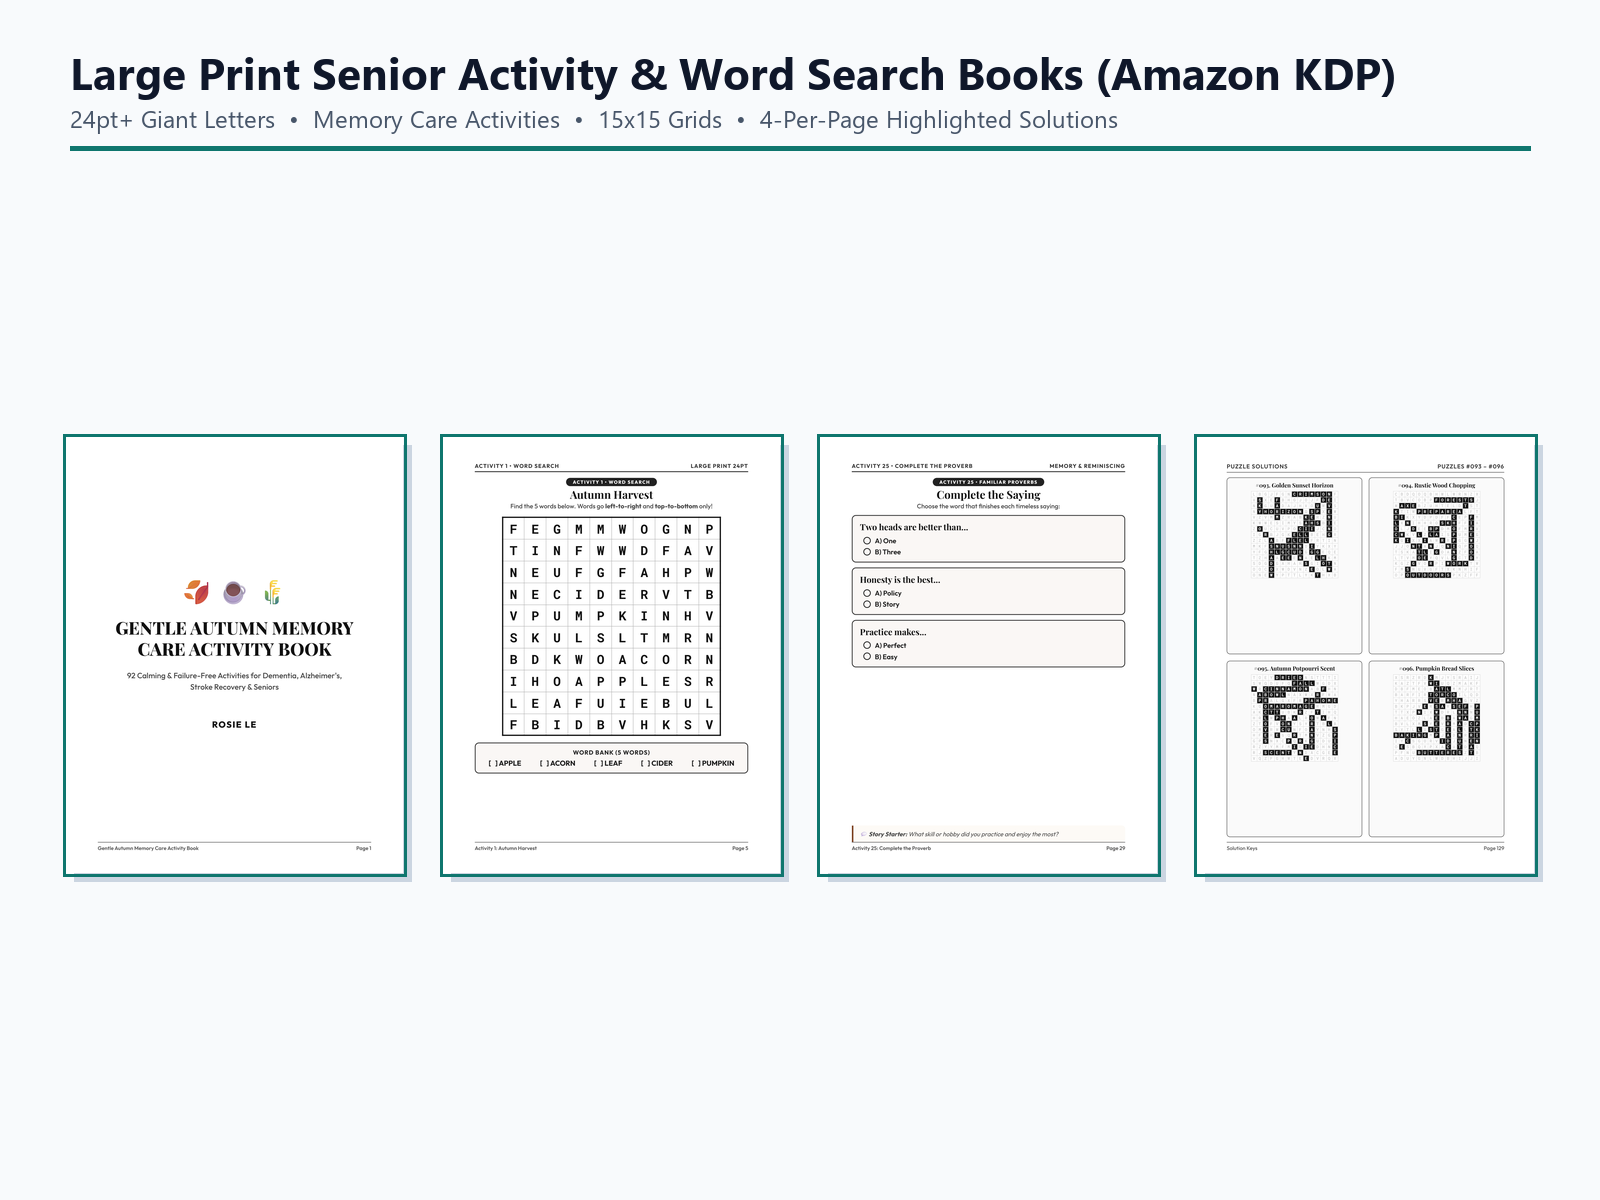 Large Print Senior Activity & Word Search Books (Amazon KDP)
24pt+ Giant Letters • Memory Care Activities • 15x15 Grids • 4-Per-Page Highlighted Solutions
GENTLE AUTUMN MEMORY
CARE ACTIVITY BOOK
92 Calming & Failure-Free Activities for Dementia, Alzheimer's,
Stroke Recovery & Seniors
ROSIE LE
Gentle Autumn Memory Care Activity Book Page 1
ACTIVITY 1 • WORD SEARCH LARGE PRINT 24PT
ACTIVITY 1 • WORD SEARCH
Autumn Harvest
Find the 5 words below. Words go left-to-right and top-to-bottom only!
F E G M M W O G N P
T I N F W W D F A V
N E U F G F A H P W
N E C I D E R V T B
V P U M P K I N H V
S K U L S L T M R N
B D K W O A C O R N
I H O A P P L E S R
L E A F U I E B U L
F B I D B V H K S V
WORD BANK (5 WORDS)
[ ] APPLE [ ] ACORN [ ] LEAF [ ] CIDER [ ] PUMPKIN
Activity 1: Autumn Harvest Page 5
ACTIVITY 25 • COMPLETE THE PROVERB MEMORY & REMINISCING
ACTIVITY 25 • FAMILIAR PROVERBS
Complete the Saying
Choose the word that finishes each timeless saying:
Two heads are better than...
A) One
B) Three
Honesty is the best...
A) Policy
B) Story
Practice makes...
A) Perfect
B) Easy
Story Starter: What skill or hobby did you practice and enjoy the most?
Activity 25: Complete the Proverb Page 29
PUZZLE SOLUTIONS PUZZLES #093 – #096
#093. Golden Sunset Horizon
#094. Rustic Wood Chopping
#095. Autumn Potpourri Scent
#096. Pumpkin Bread Slices
Solution Keys Page 129